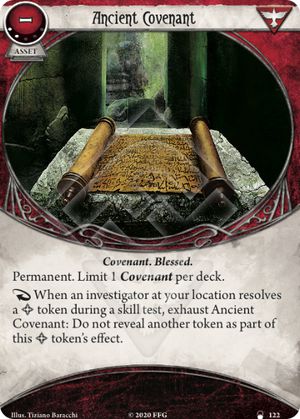 Ancient Covenant
ASSET
Covenant. Blessed.
Permanent. Limit 1 Covenant per deck.
When an investigator at your location resolves
a token during a skill test, exhaust Ancient
Covenant: Do not reveal another token as part of
this token's effect.
Illus. Tiziano Baracchi
© 2020 FFG
122